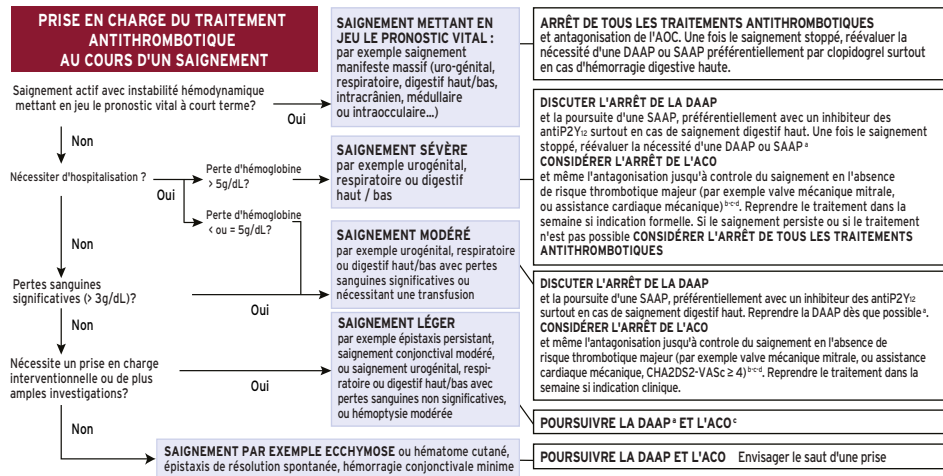 PRISE EN CHARGE DU TRAITEMENT
ANTITHROMBOTIQUE
AU COURS D'UN SAIGNEMENT
Saignement actif avec instabilité hémodynamique
mettant en jeu le pronostic vital à court terme?
Oui
Non
SAIGNEMENT METTANT EN
JEU LE PRONOSTIC VITAL :
par exemple saignement
manifeste massif (uro-génital,
respiratoire, digestif haut/bas,
intracrânien, médullaire
ou intraocculaire...)
ARRÊT DE TOUS LES TRAITEMENTS ANTITHROMBOTIQUES
et antagonisation de l'AOC. Une fois le saignement stoppé, réévaluer la
nécessité d'une DAAP ou SAAP préférentiellement par clopidogrel surtout
en cas d'hémorragie digestive haute.
Nécessiter d'hospitalisation ?
Oui
Non
Perte d'hémoglobine
> 5g/dL?
Perte d'hémoglobine
< ou = 5g/dL?
SAIGNEMENT SÉVÈRE
par exemple urogénital,
respiratoire ou digestif
haut / bas
DISCUTER L'ARRÊT DE LA DAAP
et la poursuite d'une SAAP, préférentiellement avec un inhibiteur des
antiP2Y12 surtout en cas de saignement digestif haut. Une fois le saignement
stoppé, réévaluer la nécessité d'une DAAP ou SAAP a
CONSIDÉRER L'ARRÊT DE L'ACO
et même l'antagonisation jusqu'à controle du saignement en l'absence
de risque thrombotique majeur (par exemple valve mécanique mitrale,
ou assistance cardiaque mécanique) b-c-d. Reprendre le traitement dans la
semaine si indication formelle. Si le saignement persiste ou si le traitement
n'est pas possible CONSIDÉRER L'ARRÊT DE TOUS LES TRAITEMENTS
ANTITHROMBOTIQUES
Pertes sanguines
significatives (> 3g/dL)?
Oui
Non
SAIGNEMENT MODÉRÉ
par exemple urogénital, respiratoire
ou digestif haut/bas avec pertes
sanguines significatives ou
nécessitant une transfusion
DISCUTER L'ARRÊT DE LA DAAP
et la poursuite d'une SAAP, préférentiellement avec un inhibiteur des antiP2Y12
surtout en cas de saignement digestif haut. Reprendre la DAAP dès que possible a.
CONSIDÉRER L'ARRÊT DE L'ACO
et même l'antagonisation jusqu'à controle du saignement en l'absence de
risque thrombotique majeur (par exemple valve mécanique mitrale, ou assistance
cardiaque mécanique, CHA2DS2-VASc ≥ 4) b-c-d. Reprendre le traitement dans la
semaine si indication clinique.
Nécessite un prise en charge
interventionnelle ou de plus
amples investigations?
Oui
Non
SAIGNEMENT LÉGER
par exemple épistaxis persistant,
saignement conjonctival modéré,
ou saignement urogénital, respi-
ratoire ou digestif haut/bas avec
pertes sanguines non significatives,
ou hémoptysie modérée
POURSUIVRE LA DAAP a ET L'ACO c
SAIGNEMENT PAR EXEMPLE ECCHYMOSE ou hématome cutané,
épistaxis de résolution spontanée, hémorragie conjonctivale minime
POURSUIVRE LA DAAP ET L'ACO Envisager le saut d'une prise